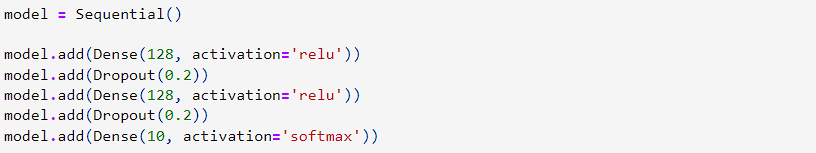 model = Sequential()
model.add(Dense(128, activation='relu'))
model.add(Dropout(0.2))
model.add(Dense(128, activation='relu'))
model.add(Dropout(0.2))
model.add(Dense(10, activation='softmax'))